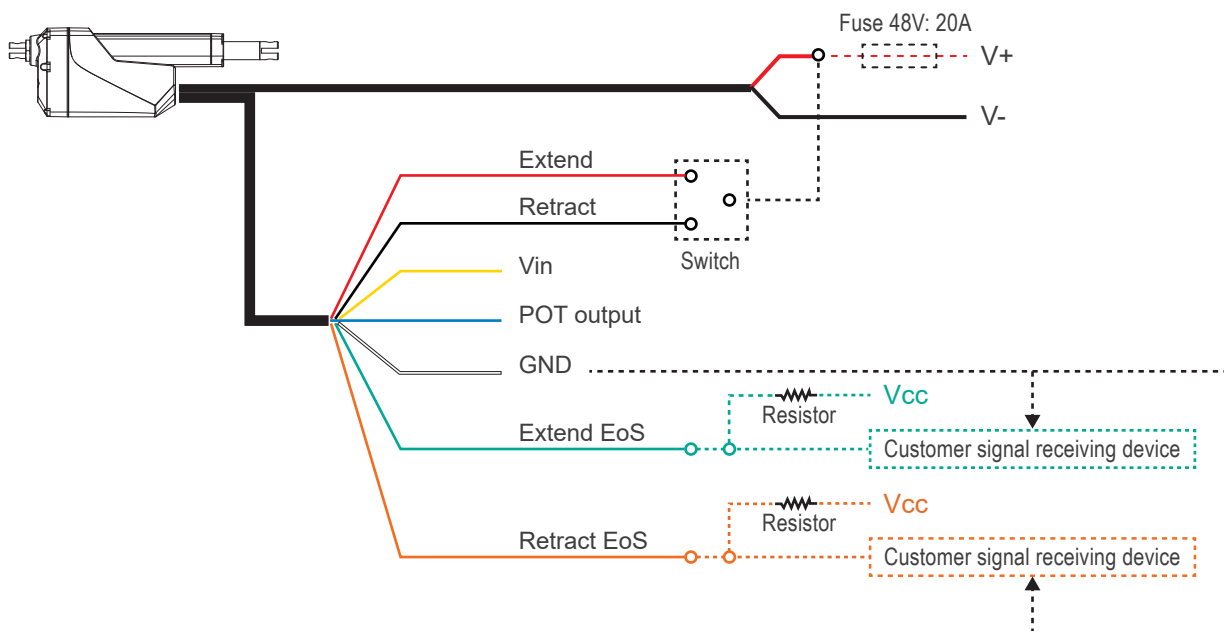 Fuse 48V: 20A
V+
V-
Extend
Retract
Switch
Vin
POT output
GND
Vcc
Resistor
Extend EoS
Customer signal receiving device
Vcc
Resistor
Retract EoS
Customer signal receiving device